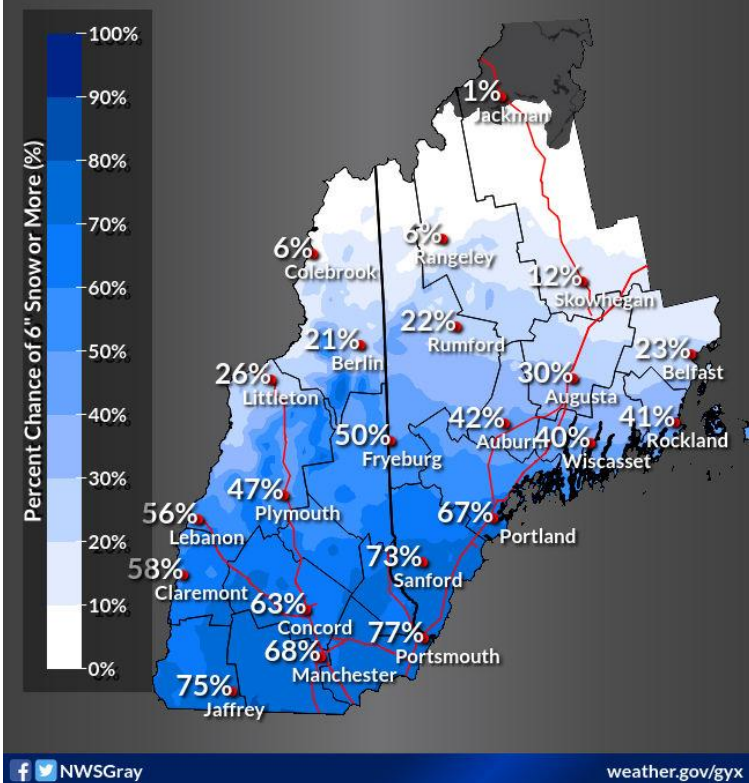 Percent Chance of 6" Snow or More (%)
100%
90%
80%
70%
60%
50%
40%
30%
20%
10%
0%
1%
Jackman
6%
Rangeley
6%
Colebrook
12%
Skowhegan
22%
Rumford
21%
Berlin
23%
Belfast
26%
Littleton
30%
Augusta
42%
Auburn
40%
Wiscasset
41%
Rockland
50%
Fryeburg
47%
Plymouth
56%
Lebanon
67%
Portland
58%
Claremont
73%
Sanford
63%
Concord
77%
Portsmouth
68%
Manchester
75%
Jaffrey
NWSGray
weather.gov/gyx